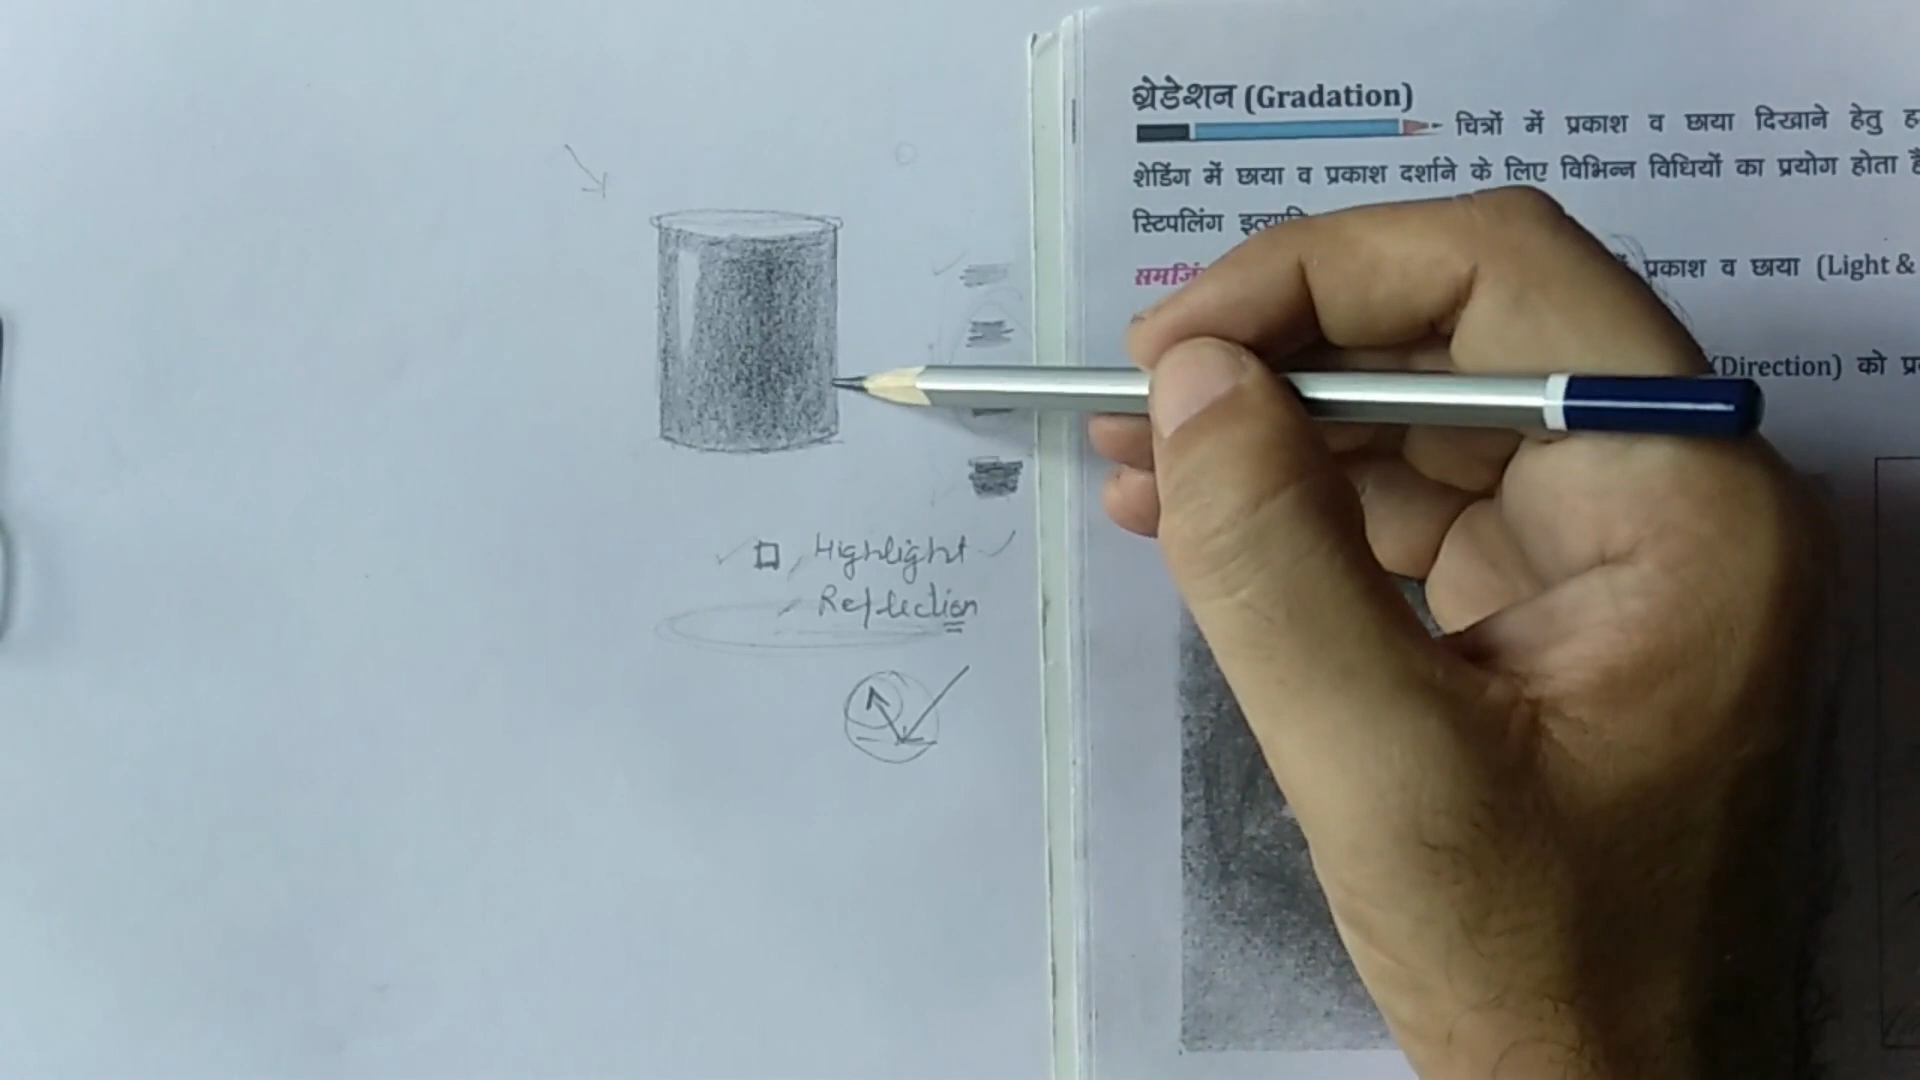 ग्रेडेशन (Gradation)
चित्रों में प्रकाश व छाया दिखाने हेतु
शेडिंग में छाया व प्रकाश दर्शाने के लिए विभिन्न विधियों का प्रयोग होता है
स्टिपलिंग
प्रकाश व छाया (Light &
(Direction) को
Highlight
Reflection